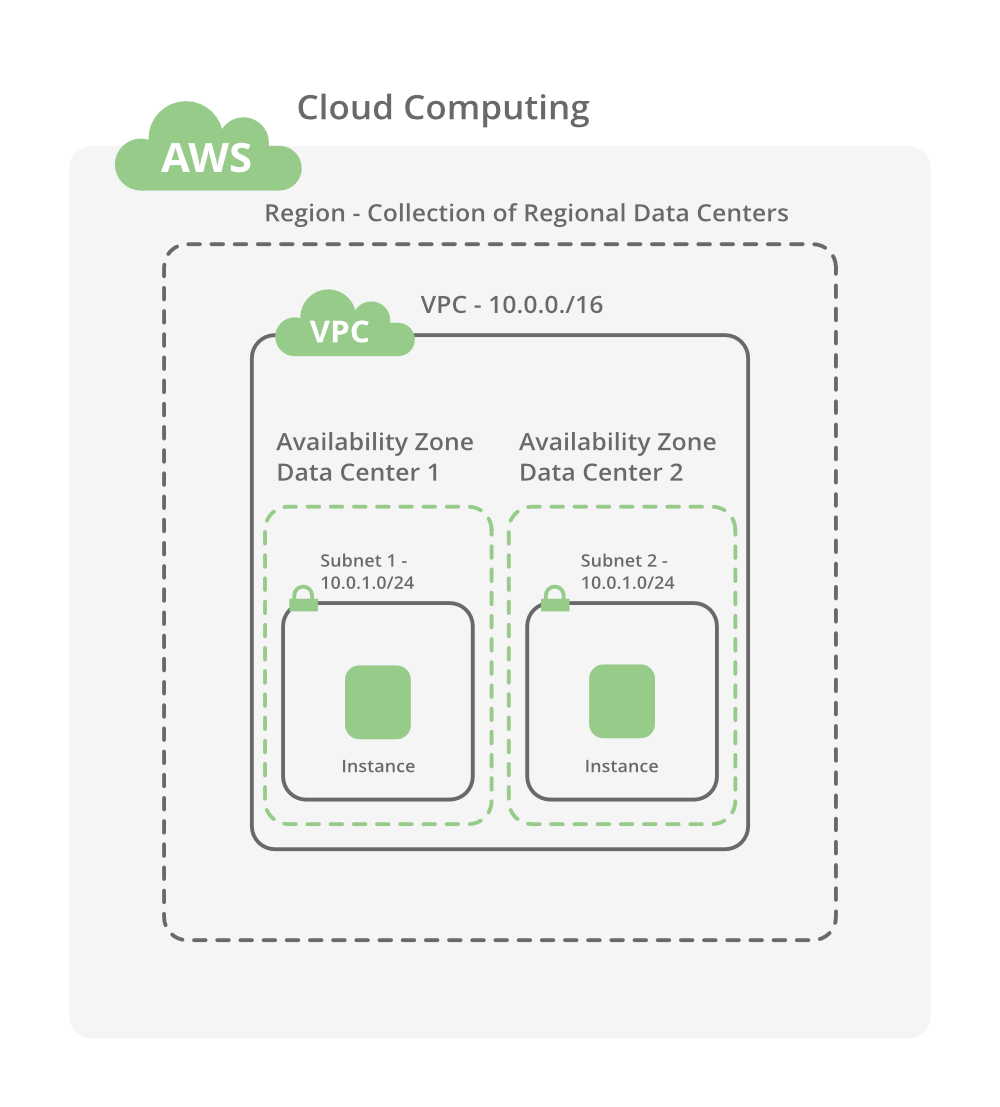 Cloud Computing
AWS
Region - Collection of Regional Data Centers
VPC - 10.0.0./16
VPC
Availability Zone
Data Center 1
Availability Zone
Data Center 2
Subnet 1 -
10.0.1.0/24
Subnet 2 -
10.0.1.0/24
Instance
Instance